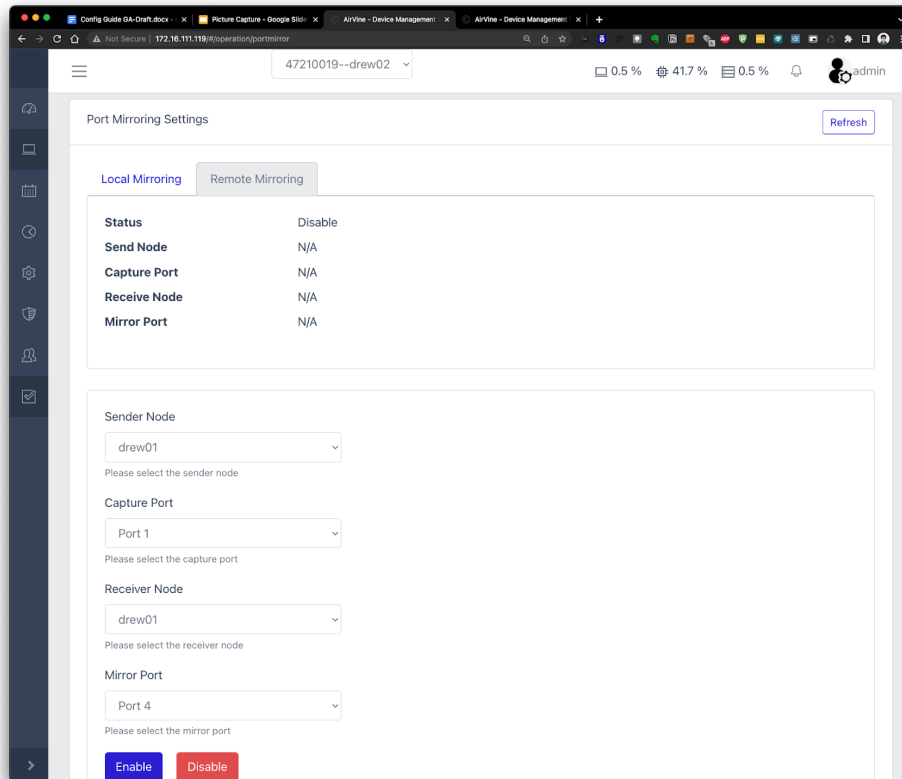 Config Guide GA-Draft.docx -
Picture Capture - Google Slide
AirVine - Device Management
AirVine - Device Management
Not Secure | 172.16.111.119/#/operation/portmirror
47210019--drew02
0.5 %
41.7 %
0.5 %
admin
Port Mirroring Settings
Refresh
Local Mirroring
Remote Mirroring
Status Disable
Send Node N/A
Capture Port N/A
Receive Node N/A
Mirror Port N/A
Sender Node
drew01
Please select the sender node
Capture Port
Port 1
Please select the capture port
Receiver Node
drew01
Please select the receiver node
Mirror Port
Port 4
Please select the mirror port
Enable
Disable